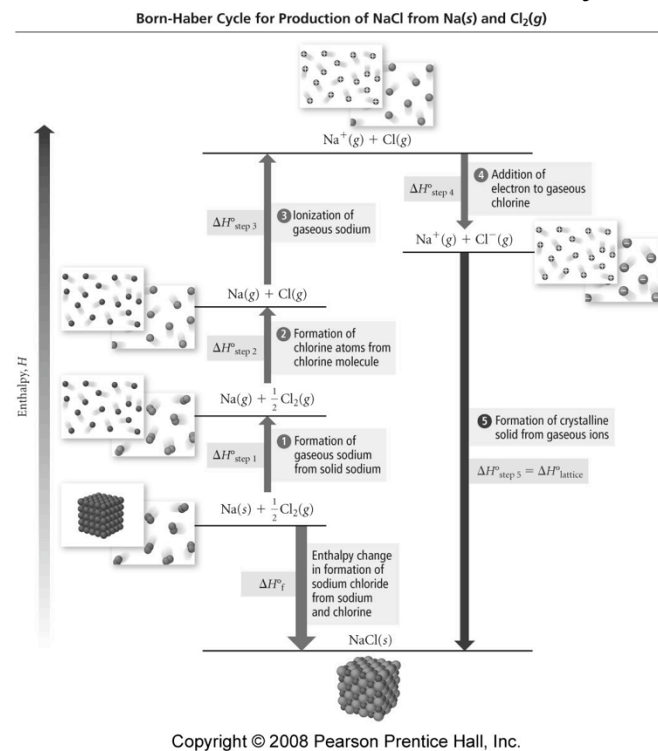 Born-Haber Cycle for Production of NaCl from Na(s) and Cl₂(g)
Na⁺(g) + Cl(g)
ΔH°step 3
3 Ionization of
gaseous sodium
ΔH°step 4
4 Addition of
electron to gaseous
chlorine
Na⁺(g) + Cl⁻(g)
Na(g) + Cl(g)
ΔH°step 2
2 Formation of
chlorine atoms from
chlorine molecule
Enthalpy, H
Na(g) + ½Cl₂(g)
ΔH°step 1
1 Formation of
gaseous sodium
from solid sodium
5 Formation of crystalline
solid from gaseous ions
ΔH°step 5 = ΔH°lattice
Na(s) + ½Cl₂(g)
ΔH°f
Enthalpy change
in formation of
sodium chloride
from sodium
and chlorine
NaCl(s)
Copyright © 2008 Pearson Prentice Hall, Inc.